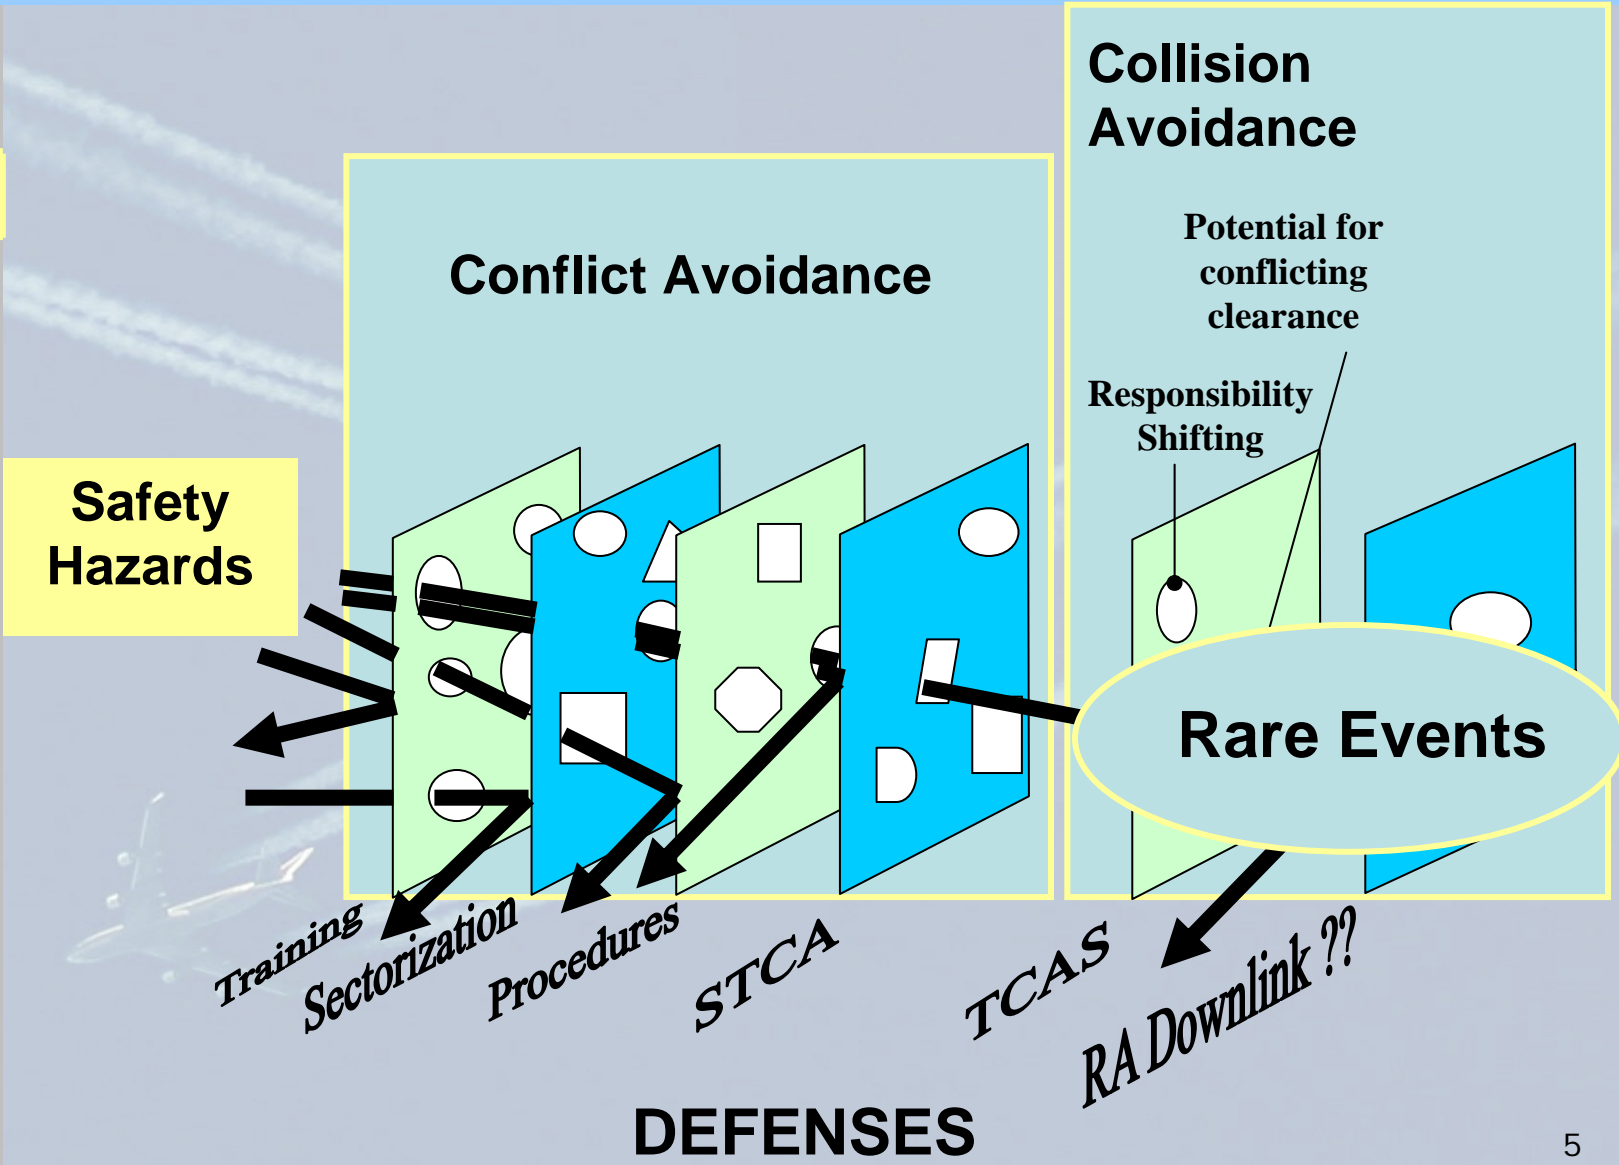 Collision
Avoidance
Potential for
conflicting
clearance
Conflict Avoidance
Responsibility
Shifting
Safety
Hazards
Rare Events
Training
Sectorization
Procedures
STCA
TCAS
RA Downlink ??
DEFENSES
5